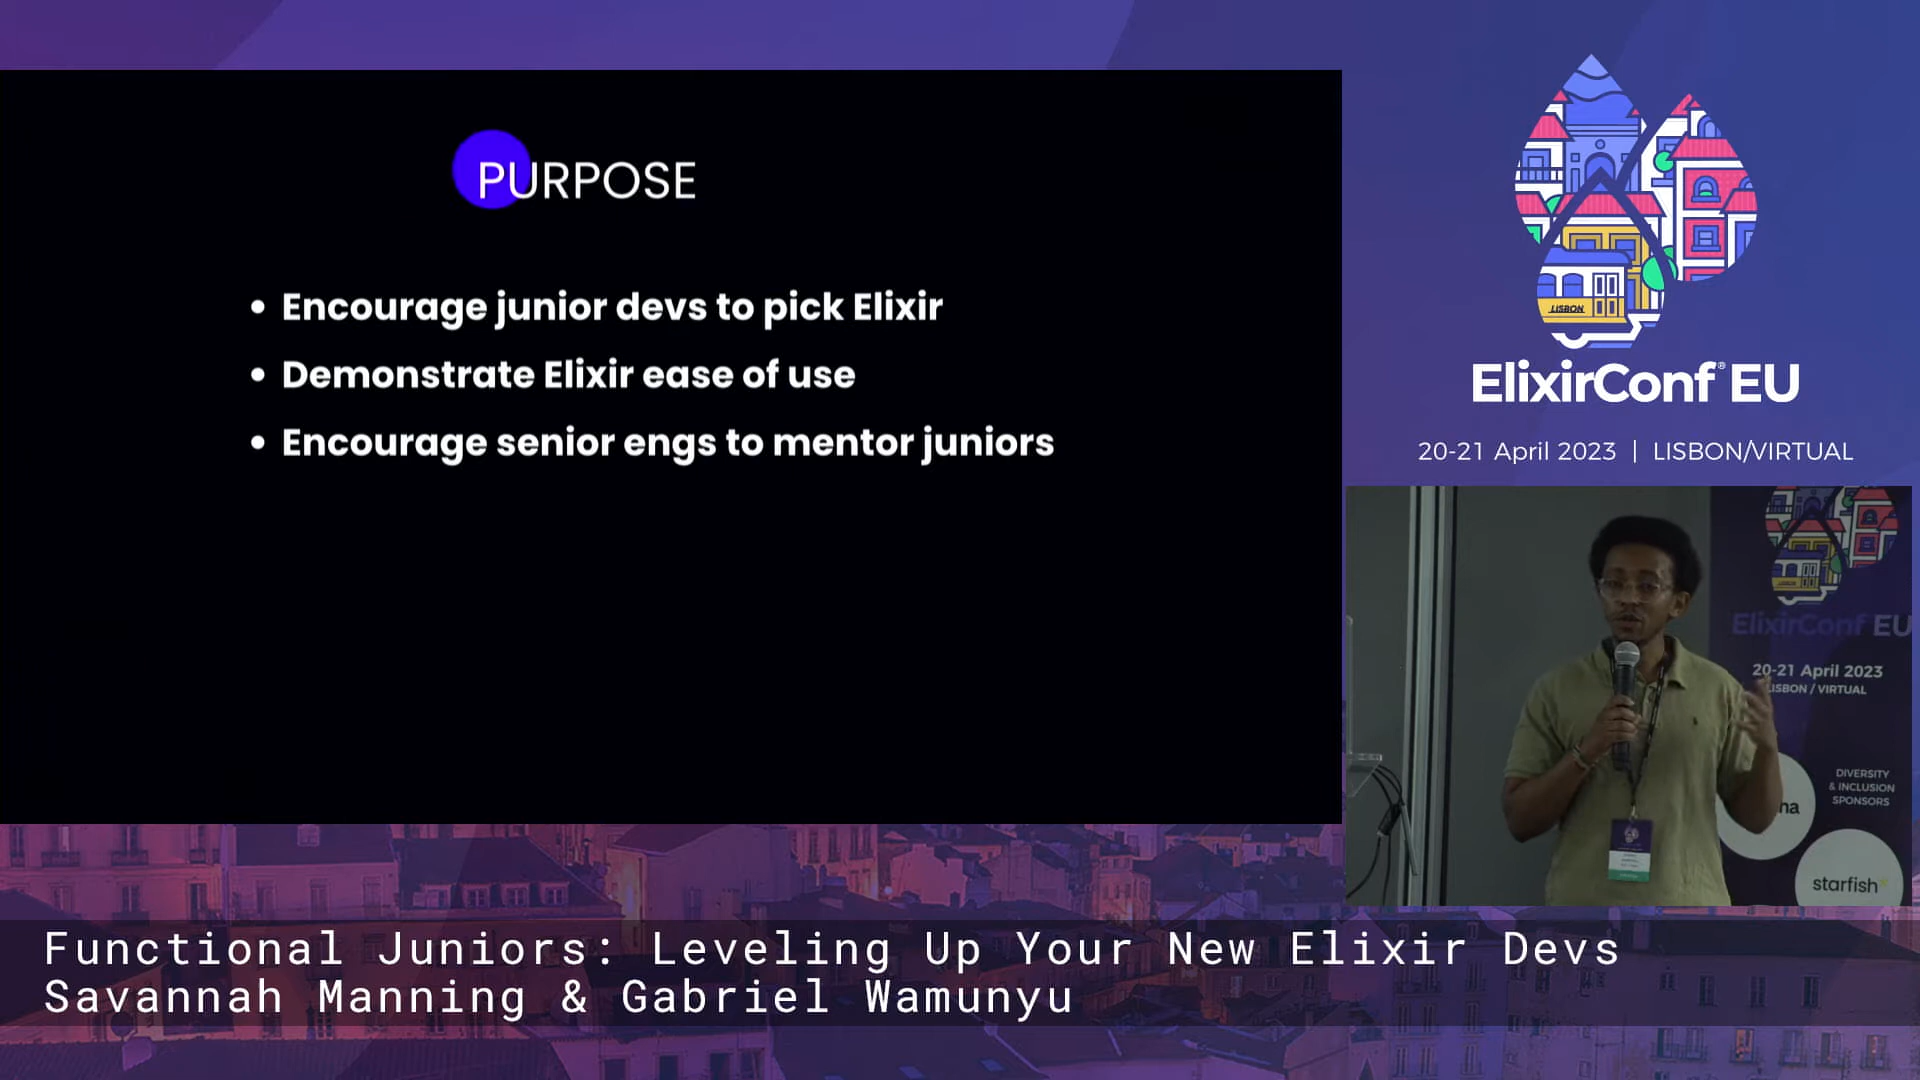 PURPOSE
• Encourage junior devs to pick Elixir
• Demonstrate Elixir ease of use
• Encourage senior engs to mentor juniors
LISBON
ElixirConf® EU
20-21 April 2023 | LISBON/VIRTUAL
ElixirConf EU
20-21 April 2023
LISBON / VIRTUAL
DIVERSITY
& INCLUSION
SPONSORS
na
starfish
Functional Juniors: Leveling Up Your New Elixir Devs
Savannah Manning & Gabriel Wamunyu